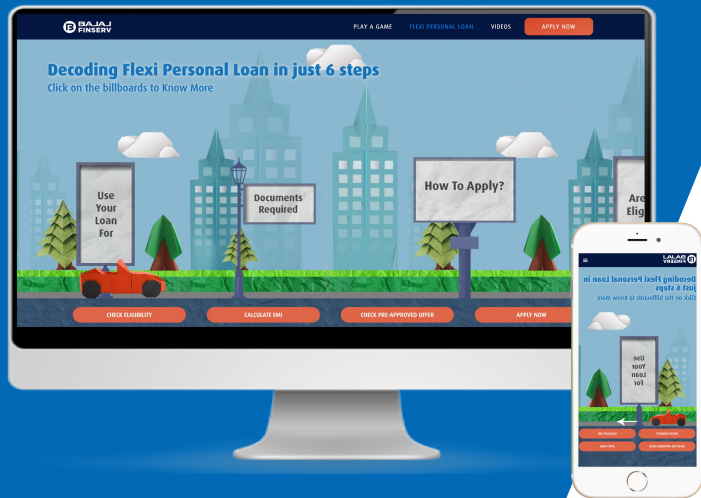 BAJAJ
FINSERV
PLAY A GAME
FLEXI PERSONAL LOAN
VIDEOS
APPLY NOW
Decoding Flexi Personal Loan in just 6 steps
Click on the billboards to Know More
Use
Your
Loan
For
Documents
Required
How To Apply?
Are
Elig
CHECK ELIGIBILITY
CALCULATE EMI
CHECK PRE-APPROVED OFFER
APPLY NOW
BAJAJ
FINSERV
Decoding Flexi Personal Loan in
just 6 steps
Click on the billboards to Know More
Use
Your
Loan
For